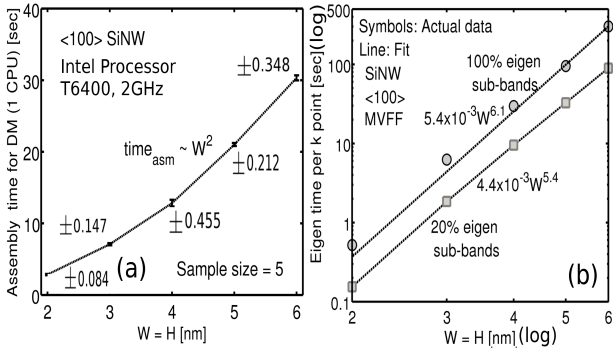 Assembly time for DM (1 CPU) [sec]
40
30
20
10
0
<100> SiNW
Intel Processor
T6400, 2GHz
±0.348
time_asm ~ W^2
±0.212
±0.147
±0.455
±0.084
(a)
Sample size = 5
2 3 4 5 6
W = H [nm]
Eigen time per k point [sec](log)
500
100
10
1
0.1
Symbols: Actual data
Line: Fit
SiNW
<100>
MVFF
100% eigen
sub-bands
5.4x10^-3W^6.1
4.4x10^-3W^5.4
20% eigen
sub-bands
(b)
2 3 4 5 6
W = H [nm](log)